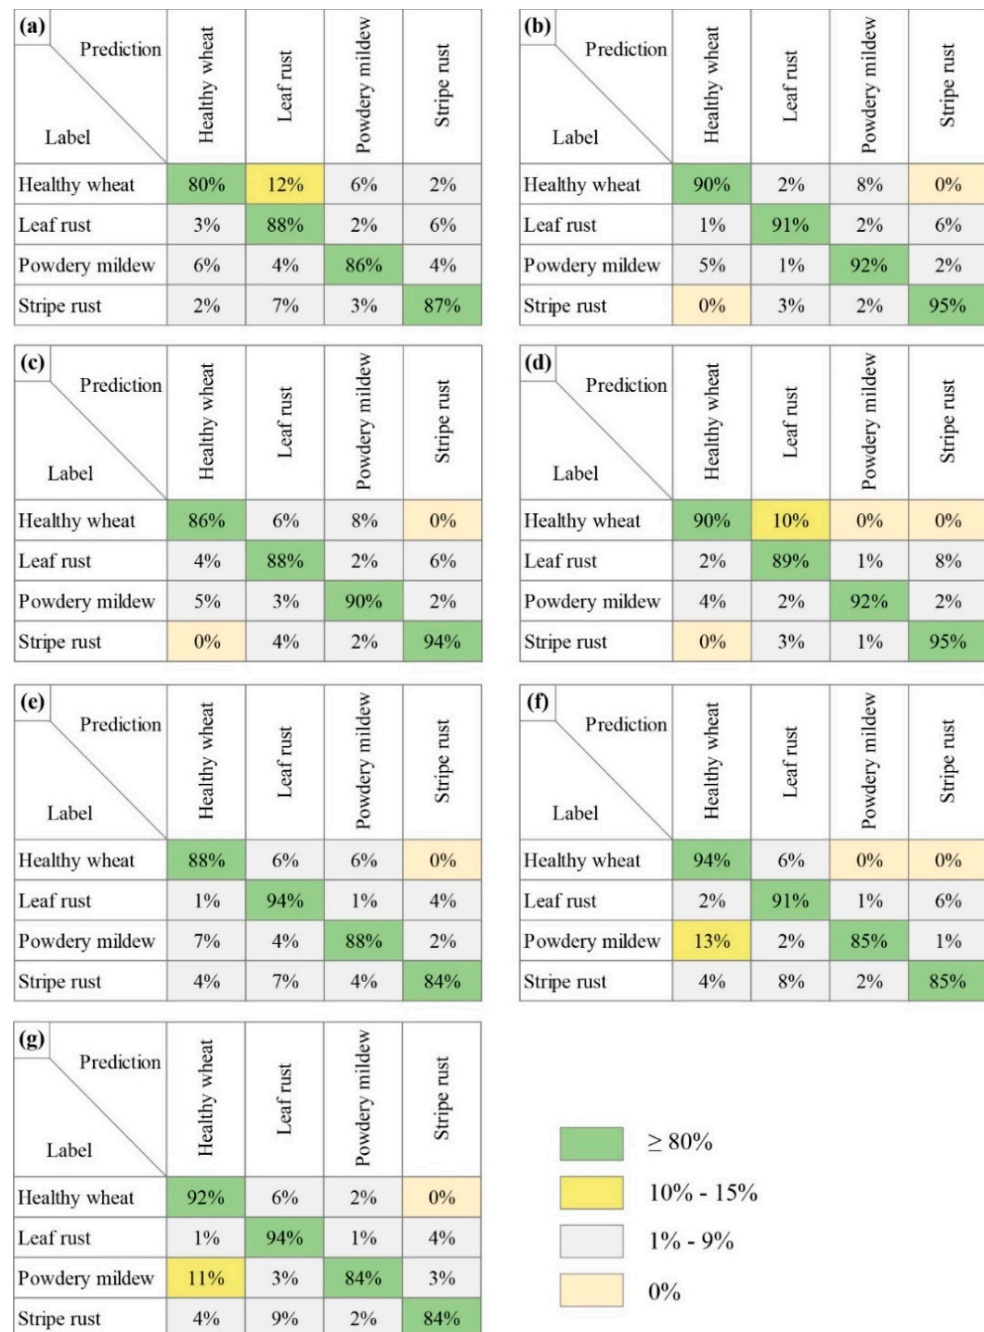 (a) Prediction Label Healthy wheat Leaf rust Powdery mildew Stripe rust
Healthy wheat 80% 12% 6% 2%
Leaf rust 3% 88% 2% 6%
Powdery mildew 6% 4% 86% 4%
Stripe rust 2% 7% 3% 87%
(b) Prediction Label Healthy wheat Leaf rust Powdery mildew Stripe rust
Healthy wheat 90% 2% 8% 0%
Leaf rust 1% 91% 2% 6%
Powdery mildew 5% 1% 92% 2%
Stripe rust 0% 3% 2% 95%
(c) Prediction Label Healthy wheat Leaf rust Powdery mildew Stripe rust
Healthy wheat 86% 6% 8% 0%
Leaf rust 4% 88% 2% 6%
Powdery mildew 5% 3% 90% 2%
Stripe rust 0% 4% 2% 94%
(d) Prediction Label Healthy wheat Leaf rust Powdery mildew Stripe rust
Healthy wheat 90% 10% 0% 0%
Leaf rust 2% 89% 1% 8%
Powdery mildew 4% 2% 92% 2%
Stripe rust 0% 3% 1% 95%
(e) Prediction Label Healthy wheat Leaf rust Powdery mildew Stripe rust
Healthy wheat 88% 6% 6% 0%
Leaf rust 1% 94% 1% 4%
Powdery mildew 7% 4% 88% 2%
Stripe rust 4% 7% 4% 84%
(f) Prediction Label Healthy wheat Leaf rust Powdery mildew Stripe rust
Healthy wheat 94% 6% 0% 0%
Leaf rust 2% 91% 1% 6%
Powdery mildew 13% 2% 85% 1%
Stripe rust 4% 8% 2% 85%
(g) Prediction Label Healthy wheat Leaf rust Powdery mildew Stripe rust
Healthy wheat 92% 6% 2% 0%
Leaf rust 1% 94% 1% 4%
Powdery mildew 11% 3% 84% 3%
Stripe rust 4% 9% 2% 84%
≥ 80%
10% - 15%
1% - 9%
0%